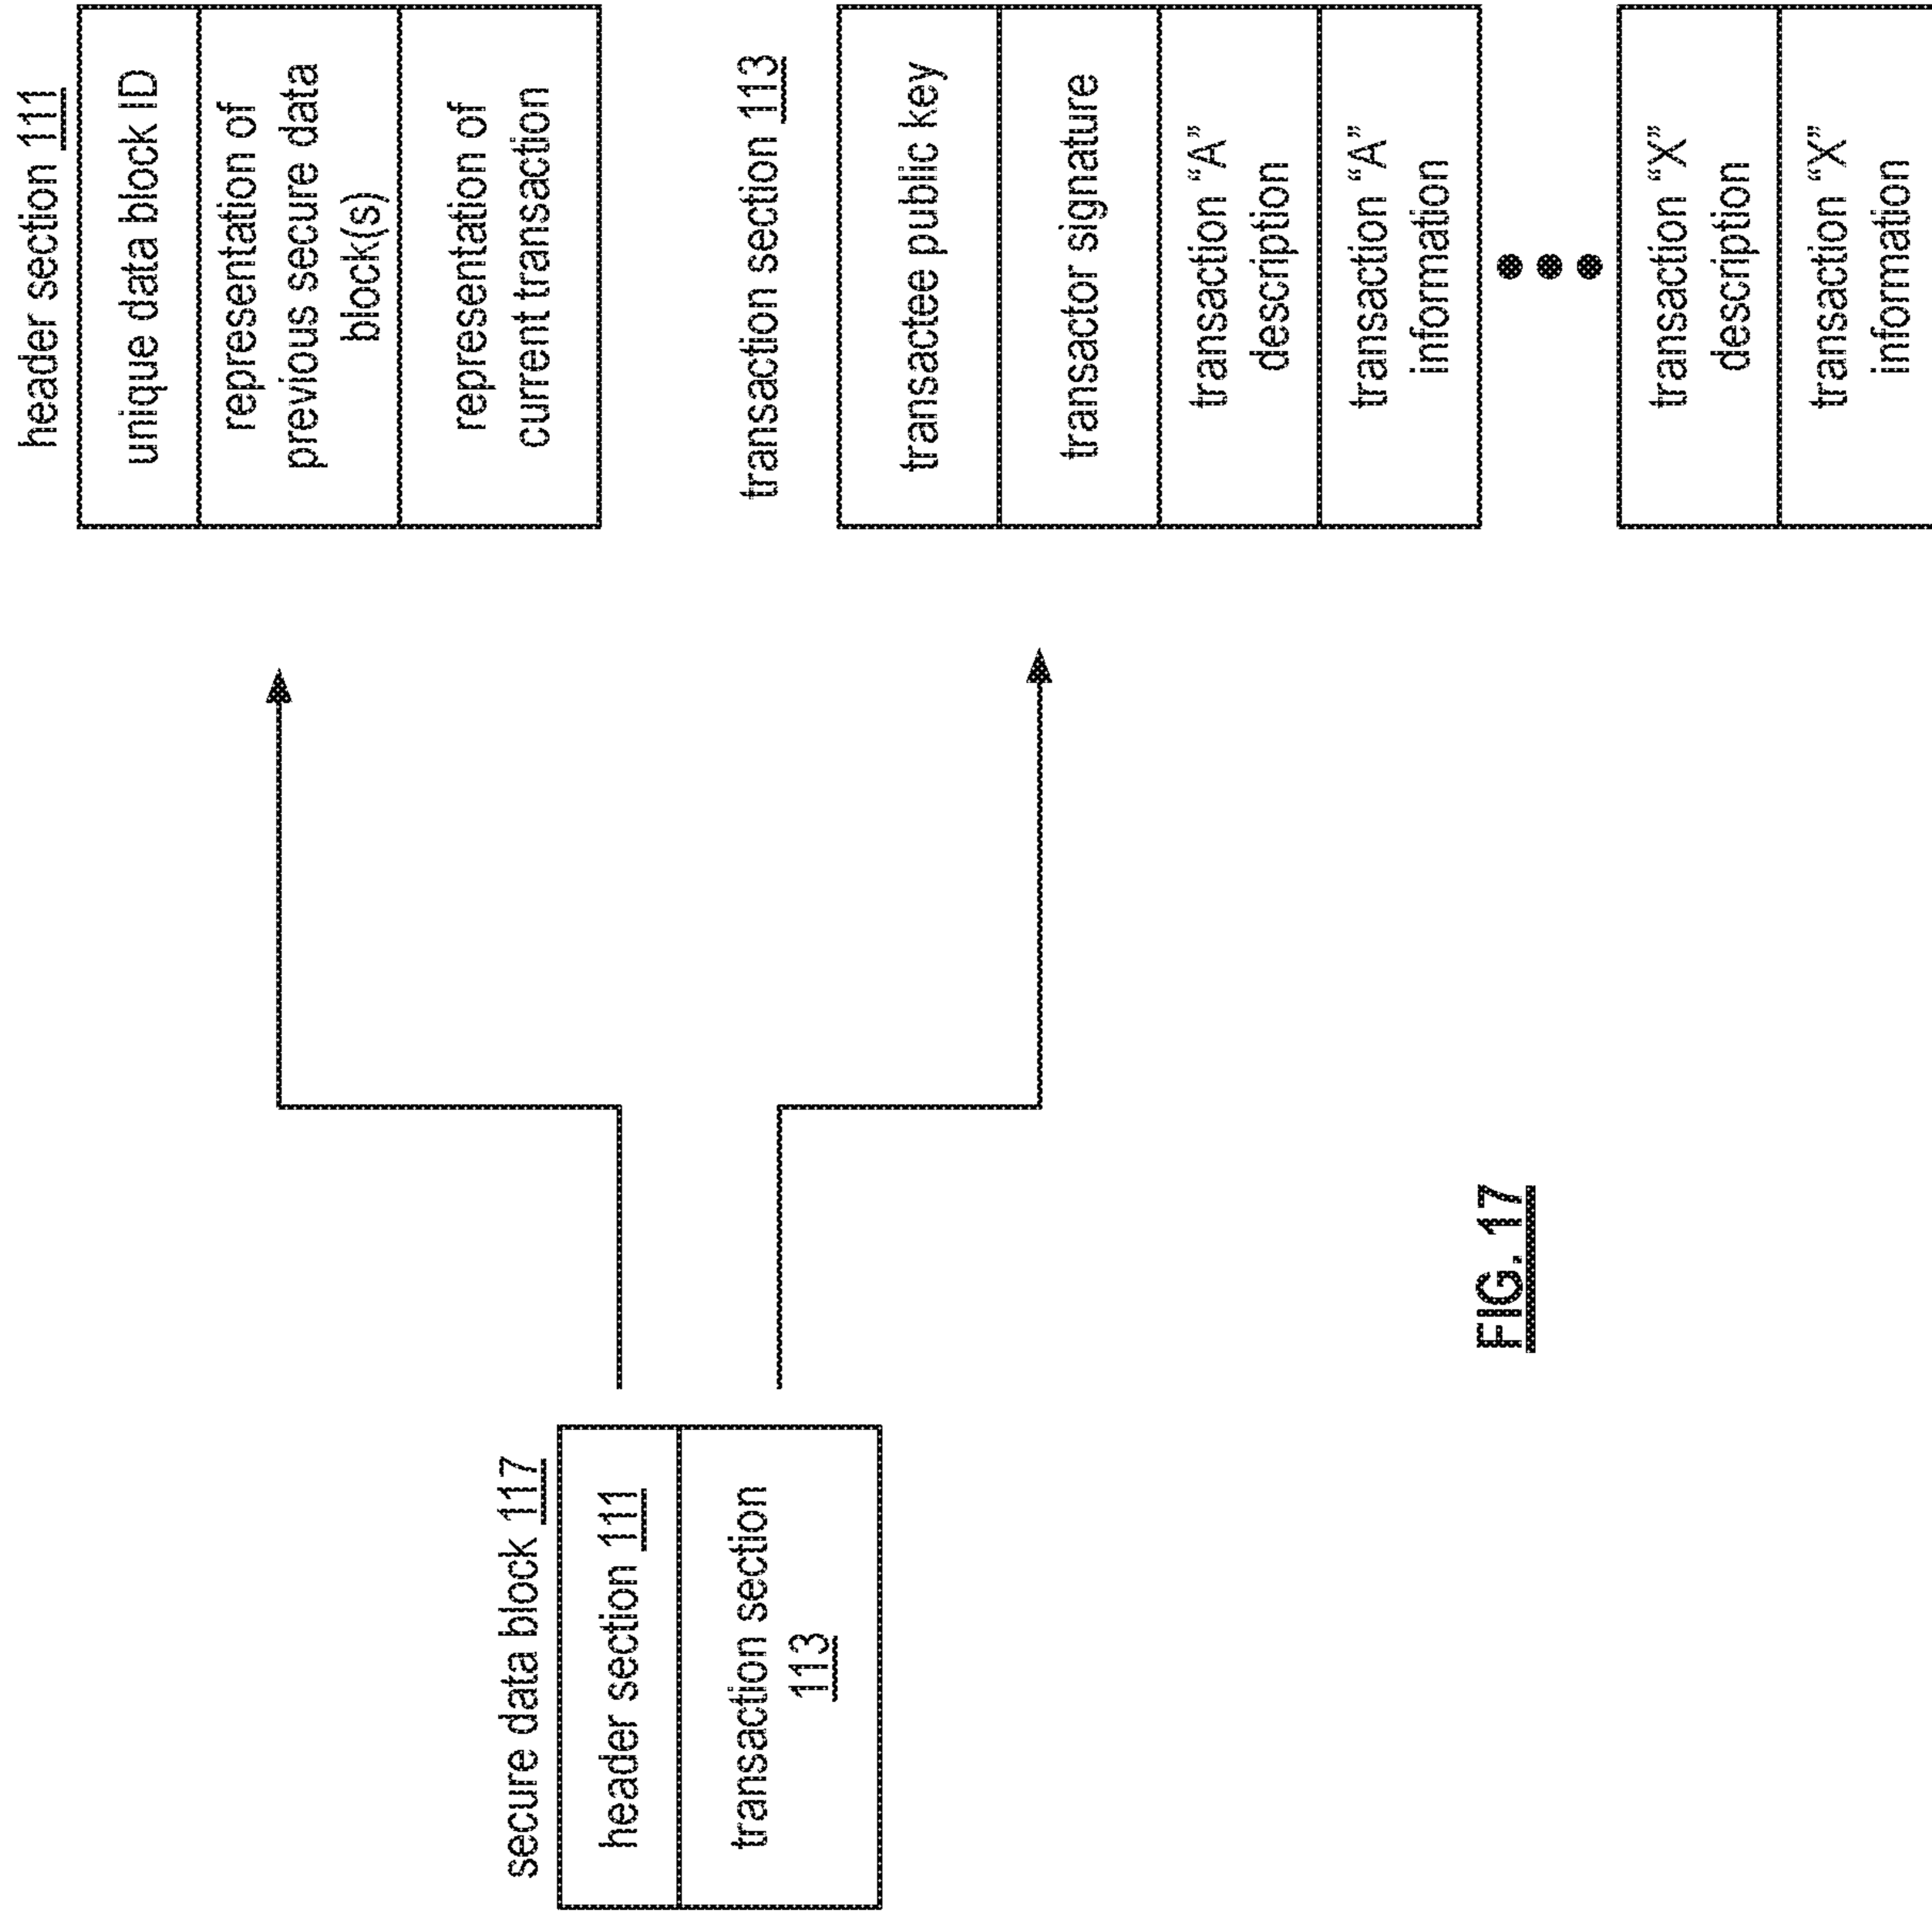 secure data block 117
header section 111
transaction section
113
header section 111
unique data block ID
representation of
previous secure data
block(s)
representation of
current transaction
transaction section 113
transactee public key
transactor signature
transaction “A”
description
transaction “A”
information
transaction “X”
description
transaction “X”
information
FIG. 17